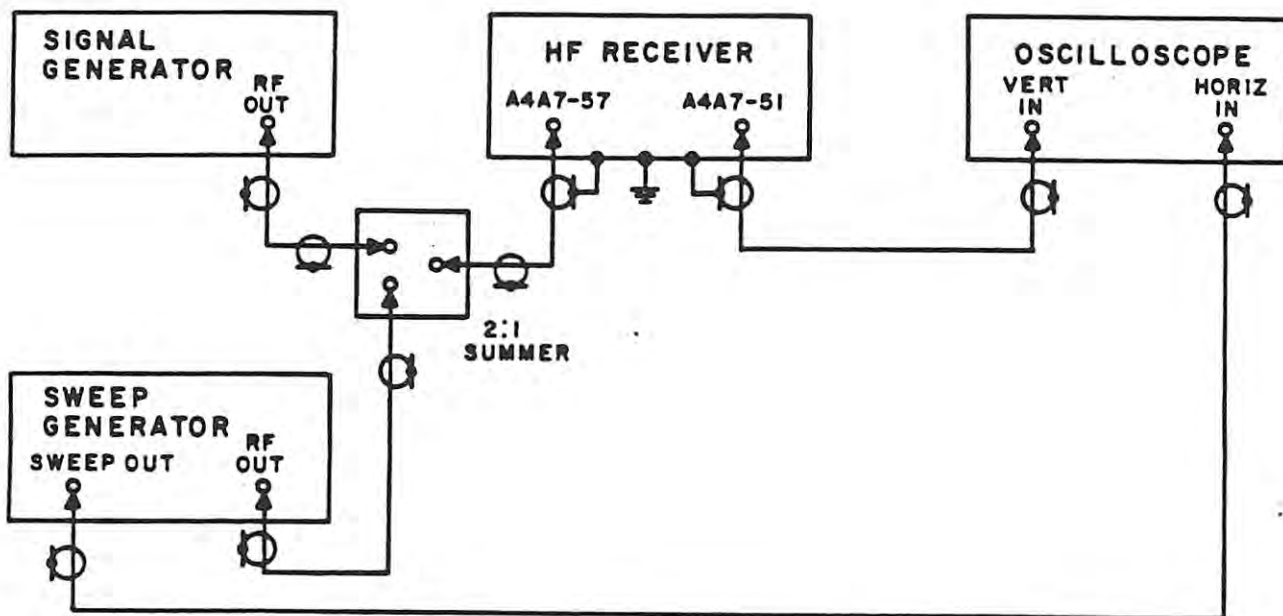 SIGNAL
GENERATOR
RF
OUT
HF RECEIVER
A4A7-57
A4A7-51
OSCILLOSCOPE
VERT
IN
HORIZ
IN
2:1
SUMMER
SWEEP
GENERATOR
SWEEP OUT
RF
OUT